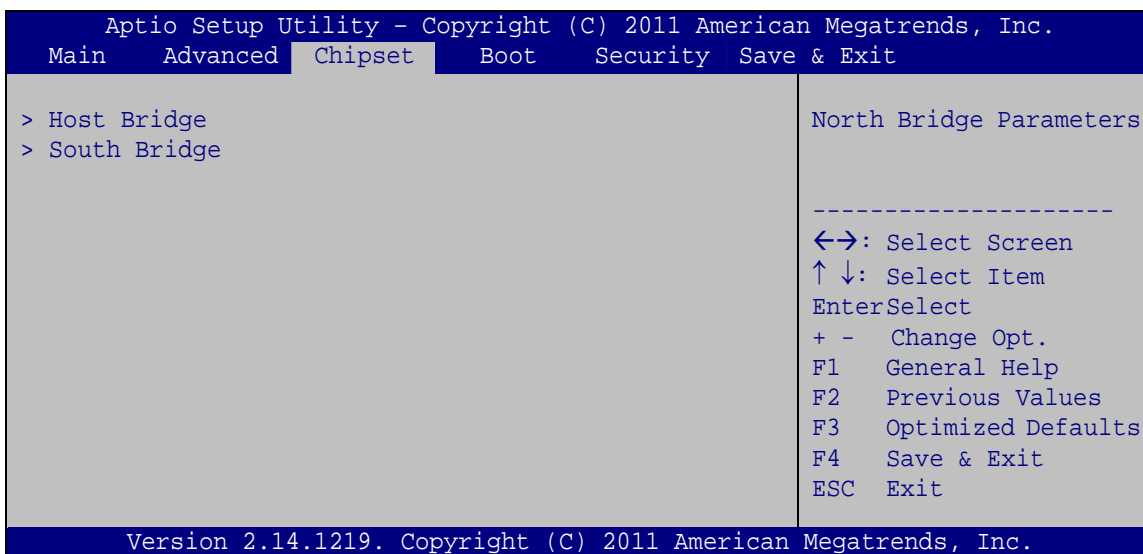 Aptio Setup Utility – Copyright (C) 2011 American Megatrends, Inc.
Main Advanced Chipset Boot Security Save & Exit
> Host Bridge
> South Bridge
North Bridge Parameters
---------------------
←→: Select Screen
↑ ↓: Select Item
EnterSelect
+ - Change Opt.
F1 General Help
F2 Previous Values
F3 Optimized Defaults
F4 Save & Exit
ESC Exit
Version 2.14.1219. Copyright (C) 2011 American Megatrends, Inc.